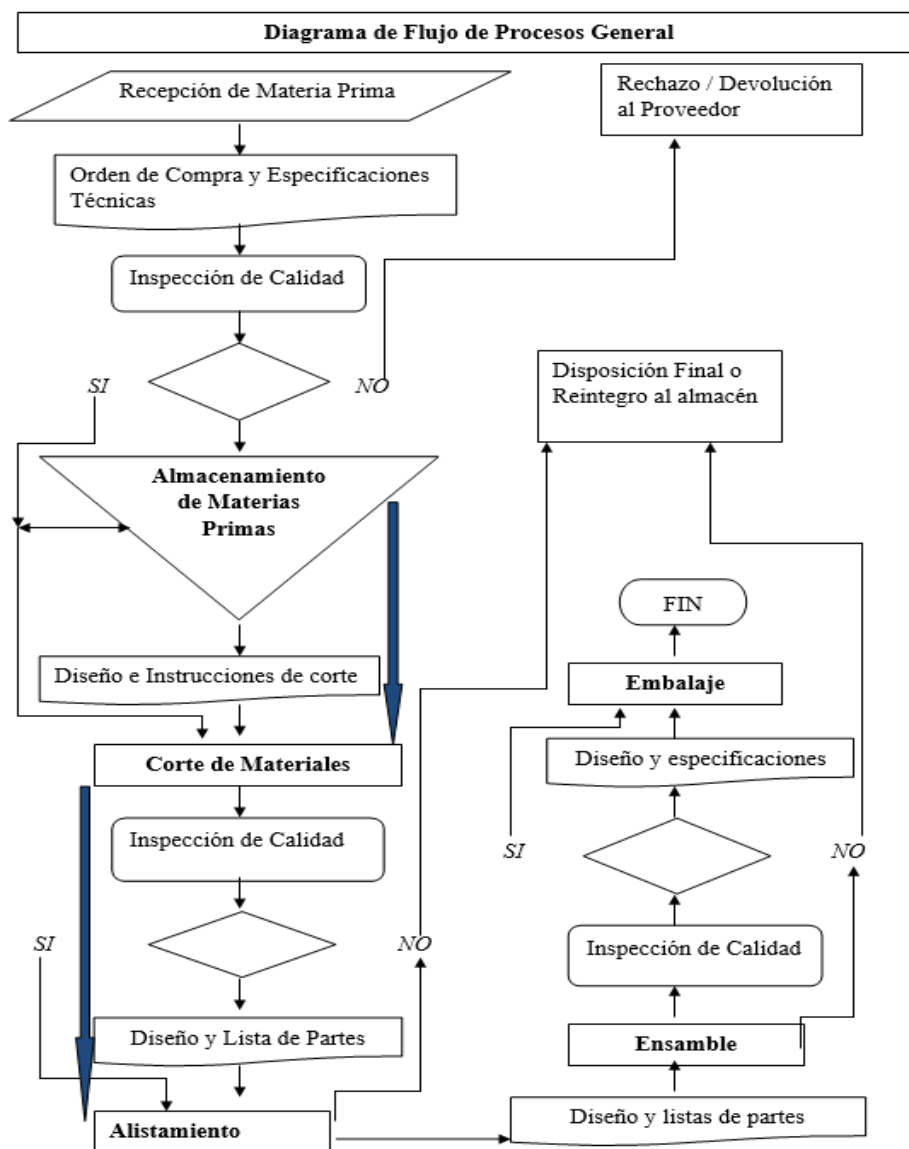 Diagrama de Flujo de Procesos General
Recepción de Materia Prima
Rechazo / Devolución
al Proveedor
Orden de Compra y Especificaciones
Técnicas
Inspección de Calidad
SI
NO
Disposición Final o
Reintegro al almacén
Almacenamiento
de Materias
Primas
Diseño e Instrucciones de corte
Corte de Materiales
Inspección de Calidad
SI
NO
Diseño y Lista de Partes
Alistamiento
FIN
Embalaje
Diseño y especificaciones
SI
NO
Inspección de Calidad
Ensamble
Diseño y listas de partes